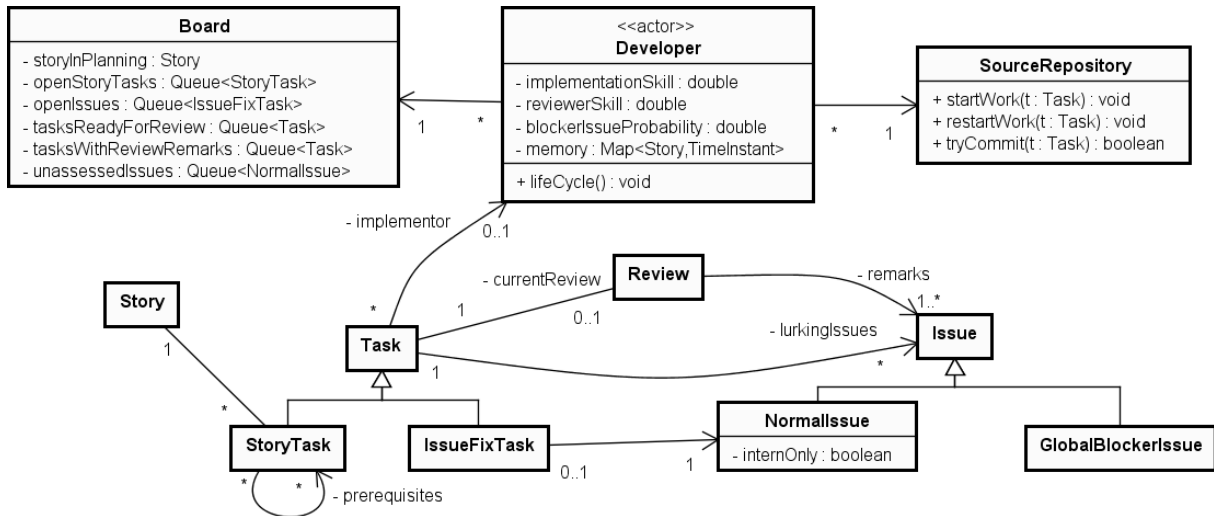 Board
- storyInPlanning : Story
- openStoryTasks : Queue<StoryTask>
- openIssues : Queue<IssueFixTask>
- tasksReadyForReview : Queue<Task>
- tasksWithReviewRemarks : Queue<Task>
- unassessedIssues : Queue<NormalIssue>
1
*
<<actor>>
Developer
- implementationSkill : double
- reviewerSkill : double
- blockerIssueProbability : double
- memory : Map<Story,TimeInstant>
+ lifeCycle() : void
*
1
SourceRepository
+ startWork(t : Task) : void
+ restartWork(t : Task) : void
+ tryCommit(t : Task) : boolean
- implementor
0..1
*
Story
1
*
Task
1
- currentReview
0..1
Review
- remarks
1..*
1
- lurkingIssues
*
Issue
StoryTask
*
*
- prerequisites
IssueFixTask
0..1
1
NormalIssue
- internOnly : boolean
GlobalBlockerIssue